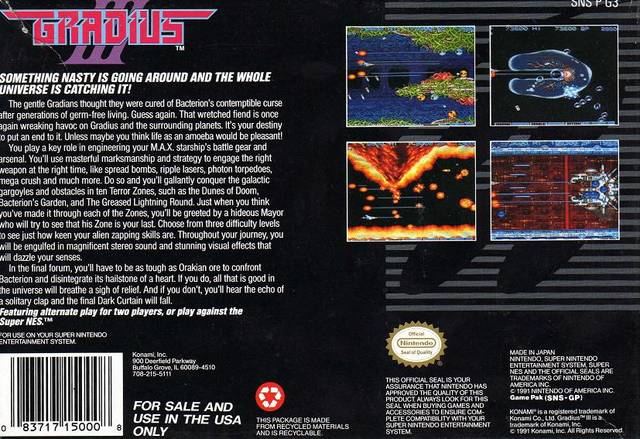 SNS P G3
GRADIUS
III
TM
SOMETHING NASTY IS GOING AROUND AND THE WHOLE
UNIVERSE IS CATCHING IT!
The gentle Gradians thought they were cured of Bacterion's contemptible curse
after generations of germ-free living. Guess again. That wretched fiend is once
again wreaking havoc on Gradius and the surrounding planets. It's your destiny
to put an end to it. Unless maybe you think life as an amoeba would be pleasant!
You play a key role in engineering your M.A.X. starship's battle gear and
arsenal. You'll use masterful marksmanship and strategy to engage the right
weapon at the right time, like spread bombs, ripple lasers, photon torpedoes,
mega crush and much more. Do so and you'll gallantly conquer the galactic
gargoyles and obstacles in ten Terror Zones, such as the Dunes of Doom,
Bacterion's Garden, and The Greased Lightning Round. Just when you think
you've made it through each of the Zones, you'll be greeted by a hideous Mayor
who will try to see that his Zone is your last. Choose from three difficulty levels
to see just how keen your alien zapping skills are. Throughout your journey, you
will be engulfed in magnificent stereo sound and stunning visual effects that
will dazzle your senses.
In the final forum, you'll have to be as tough as Orakian ore to confront
Bacterion and disintegrate its hailstone of a heart. If you do, all that is good in
the universe will breathe a sigh of relief. And if you don't, you'll hear the echo of
a solitary clap and the final Dark Curtain will fall.
Featuring alternate play for two players, or play against the
Super NES.™
FOR USE ON YOUR SUPER NINTENDO
ENTERTAINMENT SYSTEM.
Konami, Inc.
900 Deerfield Parkway
Buffalo Grove, IL 60089-4510
708-215-5111
0 83717 15000 8
FOR SALE AND
USE IN THE USA
ONLY
THIS PACKAGE IS MADE
FROM RECYCLED MATERIALS
AND IS RECYCLABLE.
Official
Nintendo
Seal of Quality
THIS OFFICIAL SEAL IS YOUR
ASSURANCE THAT NINTENDO HAS
APPROVED THE QUALITY OF THIS
PRODUCT. ALWAYS LOOK FOR THIS
SEAL WHEN BUYING GAMES AND
ACCESSORIES TO ENSURE COM-
PLETE COMPATIBILITY WITH YOUR
SUPER NINTENDO ENTERTAINMENT
SYSTEM.
MADE IN JAPAN
NINTENDO, SUPER NINTENDO
ENTERTAINMENT SYSTEM, SUPER
NES AND THE OFFICIAL SEALS ARE
TRADEMARKS OF NINTENDO OF
AMERICA INC.
© 1991 NINTENDO OF AMERICA INC.
Game Pak (SNS-GP)
KONAMI® is a registered trademark of
Konami Co., Ltd. Gradius™ III is a
trademark of Konami, Inc.
© 1991 Konami, Inc. All Rights Reserved.